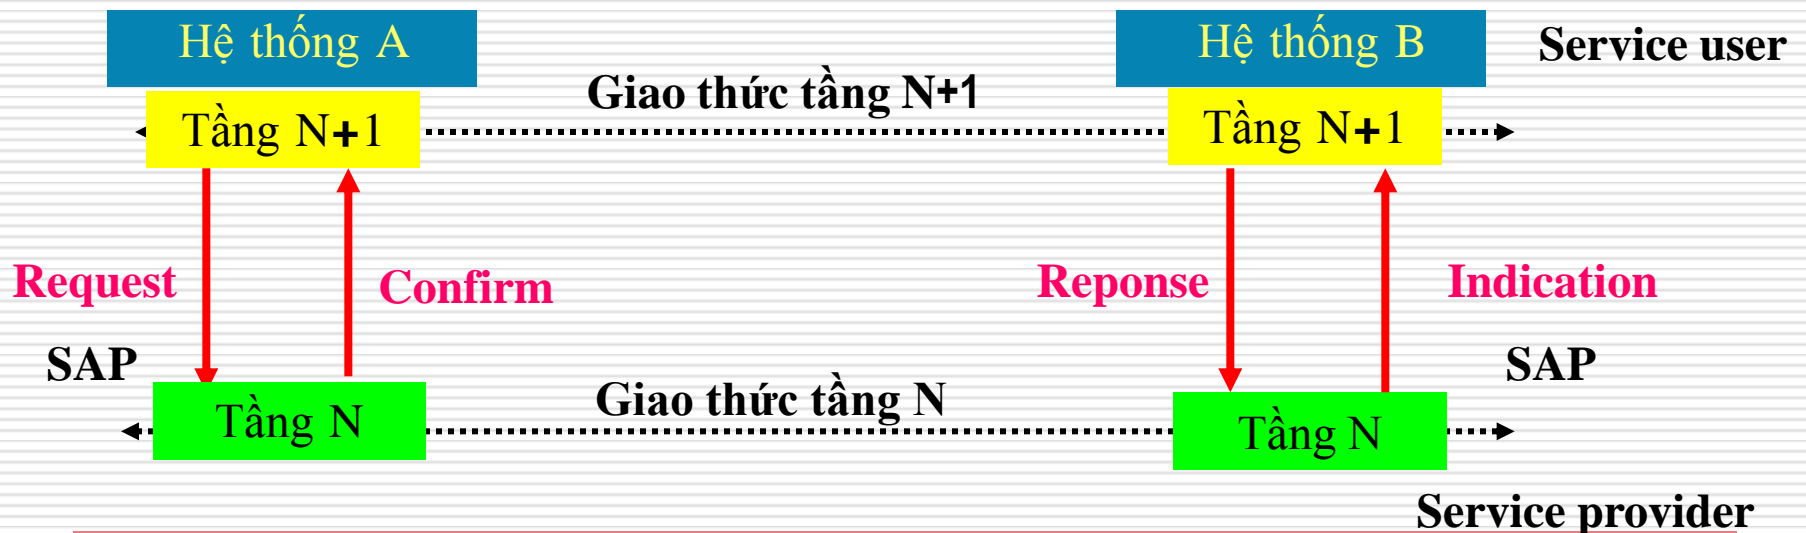 Hệ thống A
Hệ thống B
Service user
Giao thức tầng N+1
Tầng N+1
Tầng N+1
Request
Confirm
Reponse
Indication
SAP
SAP
Giao thức tầng N
Tầng N
Tầng N
Service provider